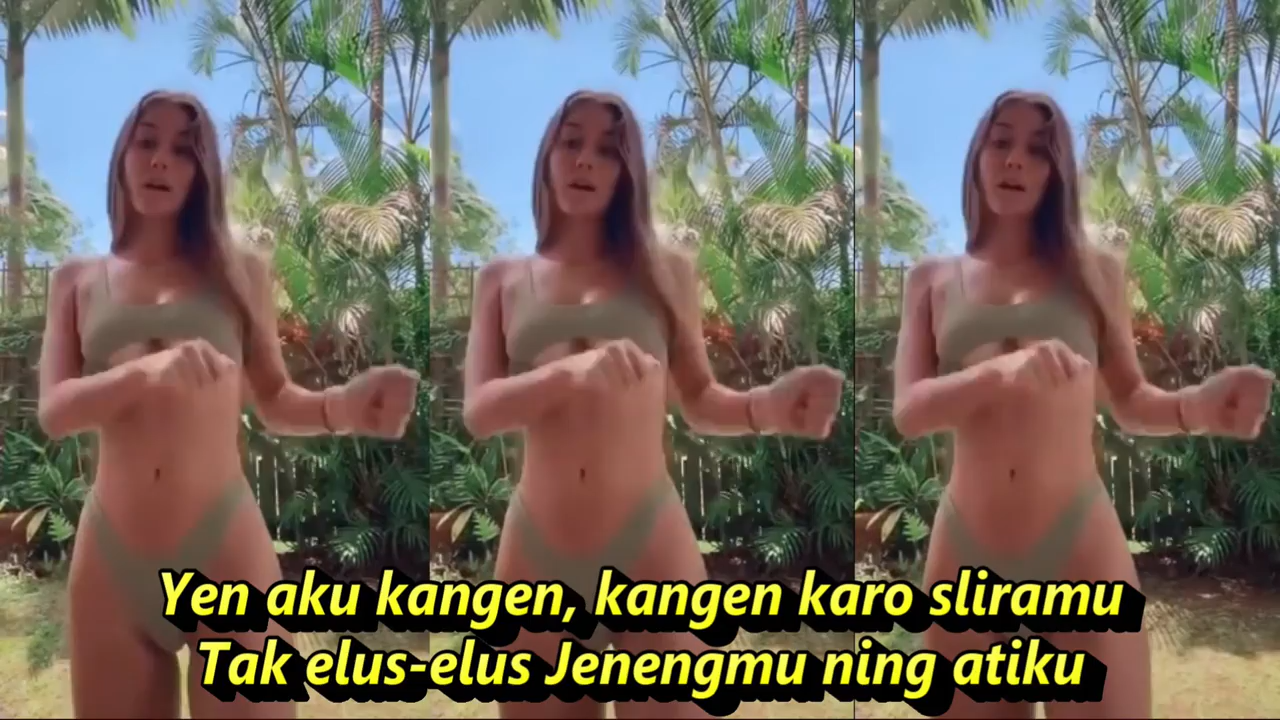 Yen aku kangen, kangen karo sliramu
Tak elus-elus Jenengmu ning atiku